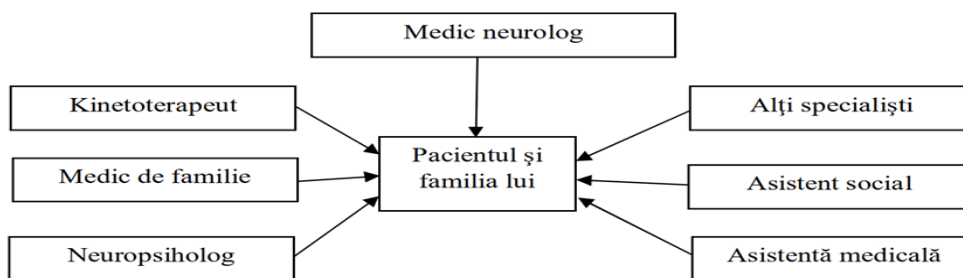 Medic neurolog
Kinetoterapeut
Alţi specialişti
Pacientul şi
familia lui
Medic de familie
Asistent social
Neuropsiholog
Asistentă medicală